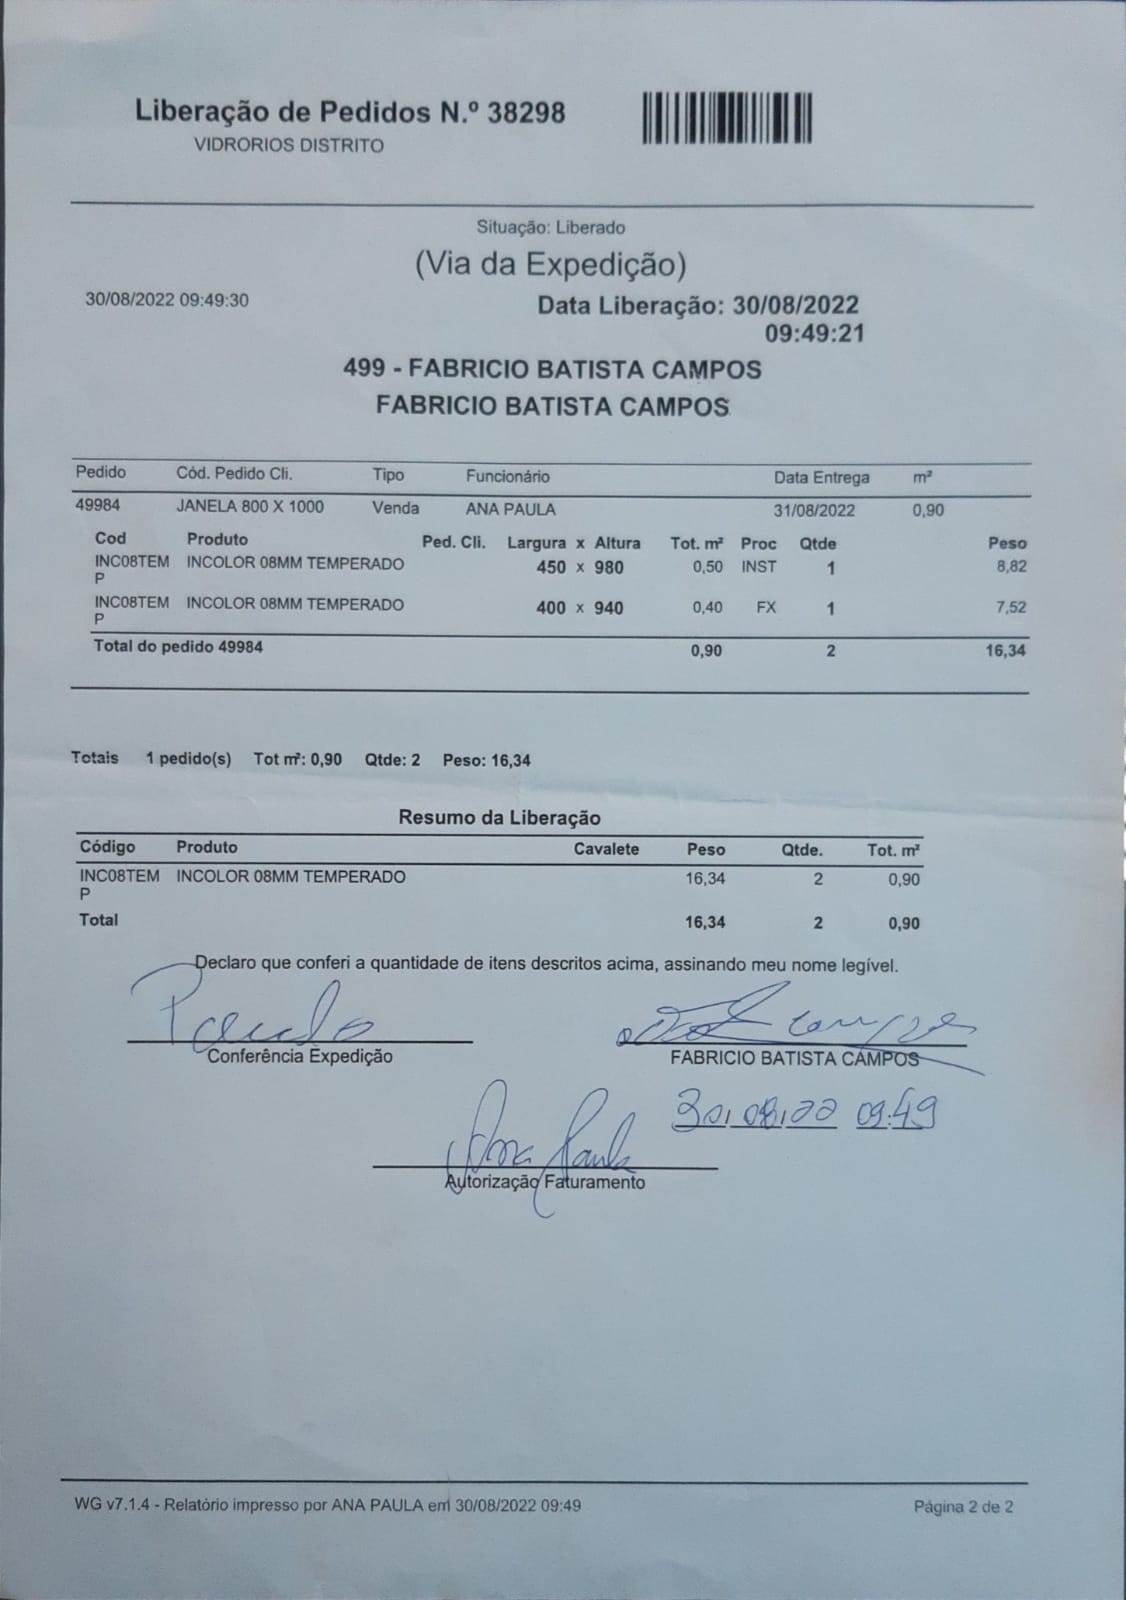 Liberação de Pedidos N.º 38298
VIDRORIOS DISTRITO
Situação: Liberado
(Via da Expedição)
30/08/2022 09:49:30 Data Liberação: 30/08/2022
09:49:21
499 - FABRICIO BATISTA CAMPOS
FABRICIO BATISTA CAMPOS
Pedido Cód. Pedido Cli. Tipo Funcionário Data Entrega m²
49984 JANELA 800 X 1000 Venda ANA PAULA 31/08/2022 0,90
Cod Produto Ped. Cli. Largura x Altura Tot. m² Proc Qtde Peso
INC08TEM INCOLOR 08MM TEMPERADO 450 x 980 0,50 INST 1 8,82
P
INC08TEM INCOLOR 08MM TEMPERADO 400 x 940 0,40 FX 1 7,52
P
Total do pedido 49984 0,90 2 16,34
Totais 1 pedido(s) Tot m²: 0,90 Qtde: 2 Peso: 16,34
Resumo da Liberação
Código Produto Cavalete Peso Qtde. Tot. m²
INC08TEM INCOLOR 08MM TEMPERADO 16,34 2 0,90
P
Total 16,34 2 0,90
Declaro que conferi a quantidade de itens descritos acima, assinando meu nome legível.
Paulo
Conferência Expedição FABRICIO BATISTA CAMPOS
30/08/22 09:49
Ana Paula
Autorização Faturamento
WG v7.1.4 - Relatório impresso por ANA PAULA em 30/08/2022 09:49 Página 2 de 2